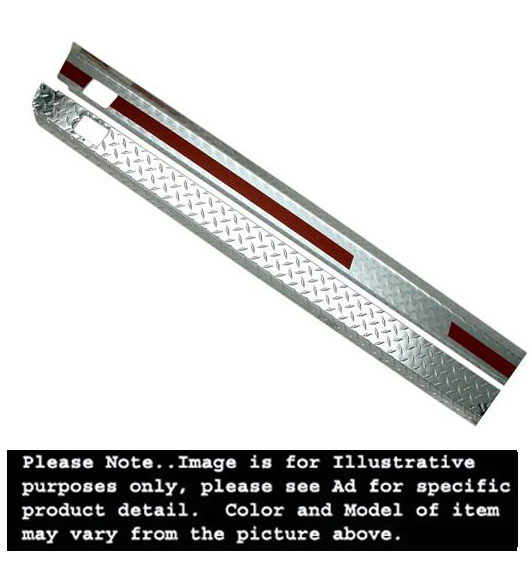 Please Note..Image is for Illustrative
purposes only, please see Ad for specific
product detail.  Color and Model of item
may vary from the picture above.